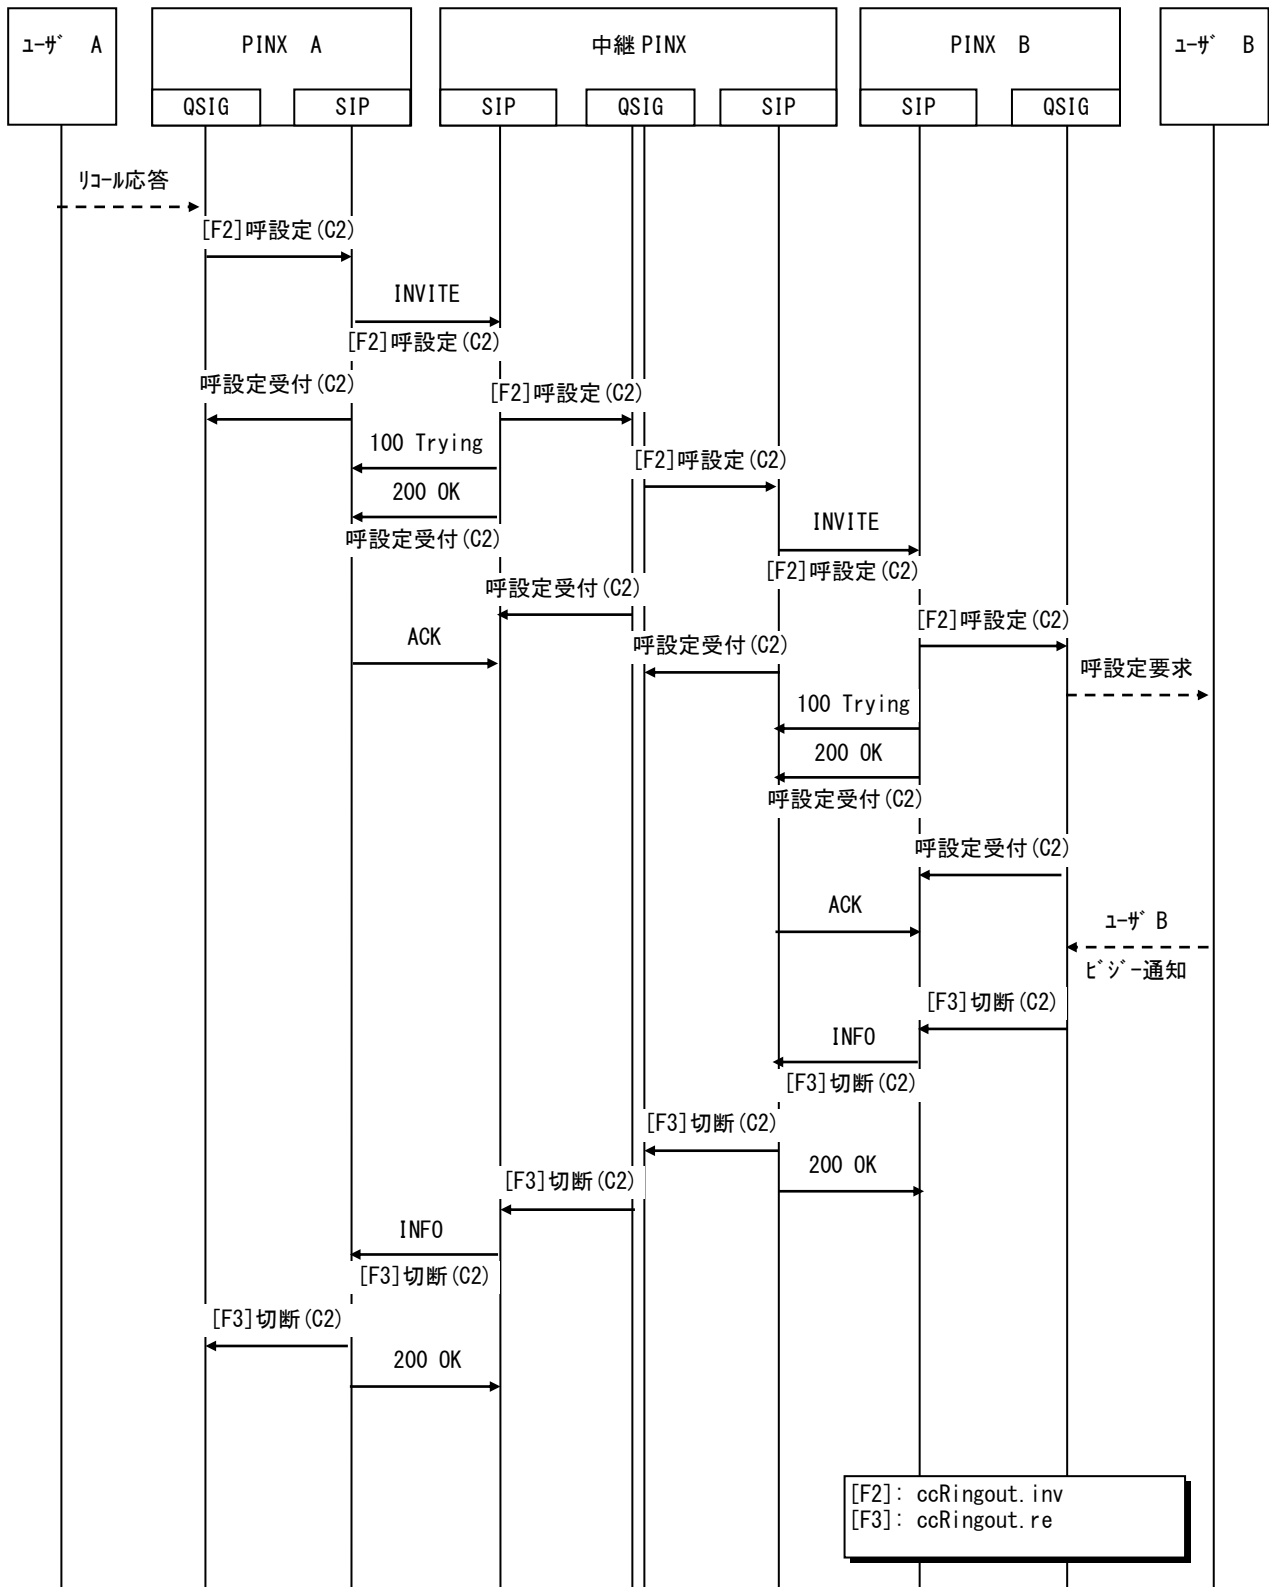 ﾕｰｻﾞ A
PINX A
中継 PINX
PINX B
ﾕｰｻﾞ B
QSIG
SIP
SIP
QSIG
SIP
SIP
QSIG
ﾘｺｰﾙ応答
[F2]呼設定(C2)
INVITE
[F2]呼設定(C2)
呼設定受付(C2)
[F2]呼設定(C2)
100 Trying
[F2]呼設定(C2)
200 OK
INVITE
呼設定受付(C2)
[F2]呼設定(C2)
呼設定受付(C2)
[F2]呼設定(C2)
ACK
呼設定受付(C2)
呼設定要求
100 Trying
200 OK
呼設定受付(C2)
呼設定受付(C2)
ACK
ﾕｰｻﾞ B
ﾋﾞｼﾞｰ通知
[F3]切断(C2)
INFO
[F3]切断(C2)
[F3]切断(C2)
200 OK
[F3]切断(C2)
INFO
[F3]切断(C2)
[F3]切断(C2)
200 OK
[F2]: ccRingout.inv
[F3]: ccRingout.re